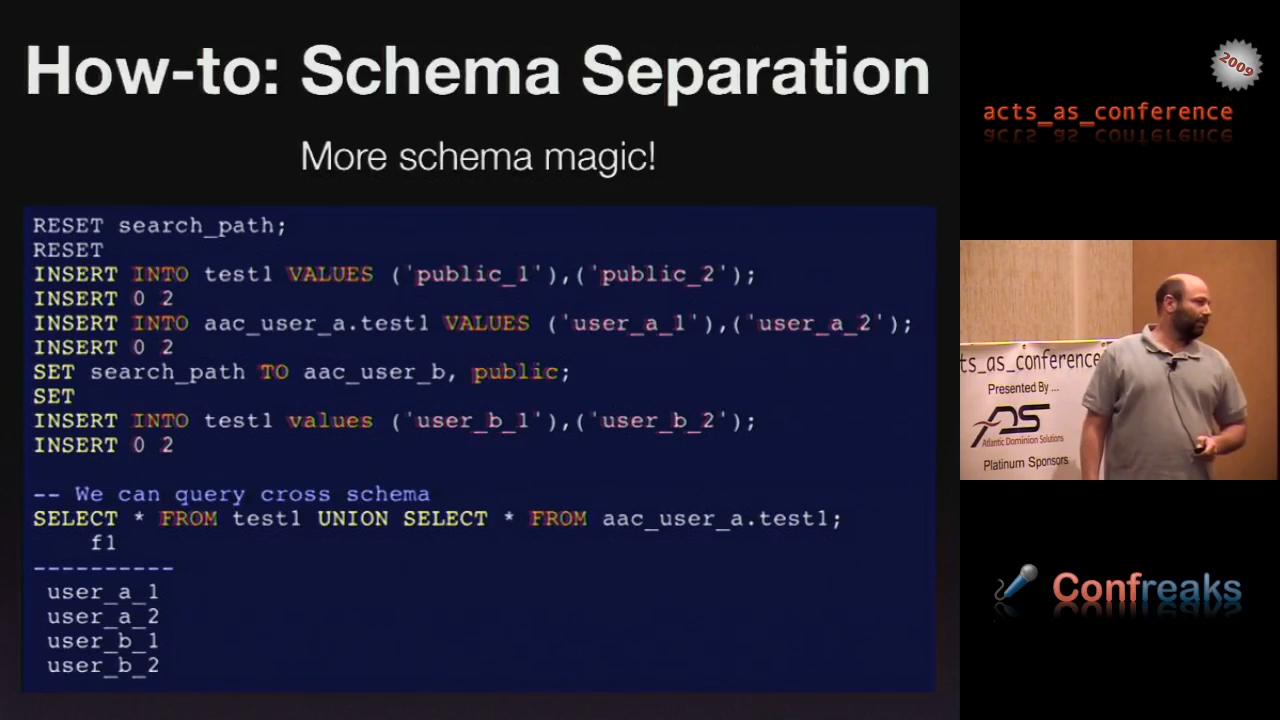 How-to: Schema Separation
More schema magic!
RESET search_path;
RESET
INSERT INTO test1 VALUES ('public_1'),('public_2');
INSERT 0 2
INSERT INTO aac_user_a.test1 VALUES ('user_a_1'),('user_a_2');
INSERT 0 2
SET search_path TO aac_user_b, public;
SET
INSERT INTO test1 values ('user_b_1'),('user_b_2');
INSERT 0 2
-- We can query cross schema
SELECT * FROM test1 UNION SELECT * FROM aac_user_a.test1;
f1
----------
user_a_1
user_a_2
user_b_1
user_b_2
2009
acts_as_conference
ts_as_conference
Presented By ...
ADS
Atlantic Dominion Solutions
Platinum Sponsors
Confreaks